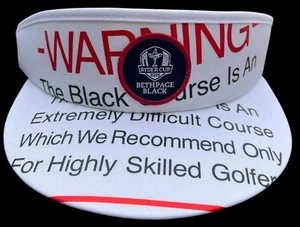 -WARNING-
RYDER CUP
BETHPAGE
BLACK
The Black Course Is An
Is An
Extremely Difficult Course
Which We Recommend Only
For Highly Skilled Golfer